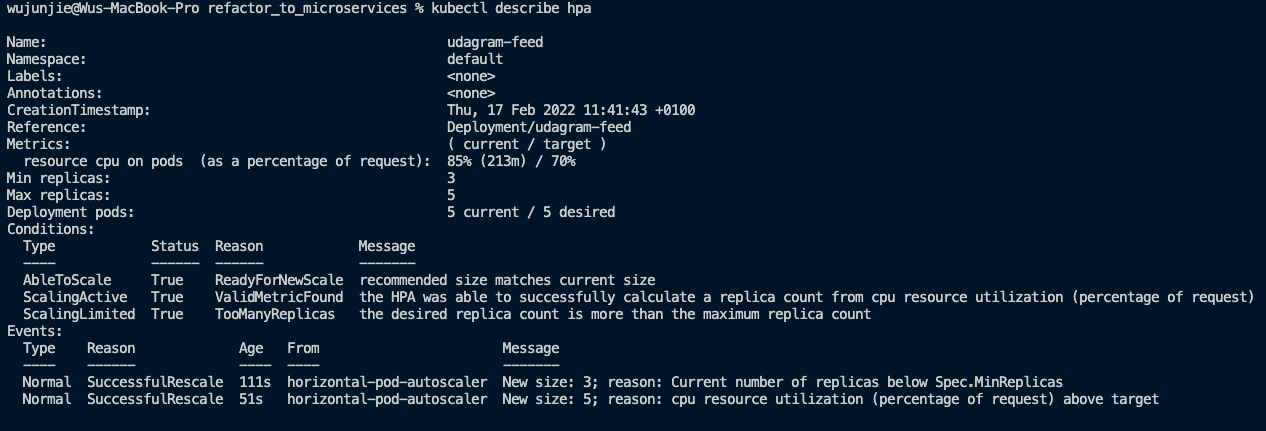 wujunjie@Wus-MacBook-Pro refactor_to_microservices % kubectl describe hpa
Name: udagram-feed
Namespace: default
Labels: <none>
Annotations: <none>
CreationTimestamp: Thu, 17 Feb 2022 11:41:43 +0100
Reference: Deployment/udagram-feed
Metrics: ( current / target )
resource cpu on pods (as a percentage of request): 85% (213m) / 70%
Min replicas: 3
Max replicas: 5
Deployment pods: 5 current / 5 desired
Conditions:
Type Status Reason Message
---- ------ ------ -------
AbleToScale True ReadyForNewScale recommended size matches current size
ScalingActive True ValidMetricFound the HPA was able to successfully calculate a replica count from cpu resource utilization (percentage of request)
ScalingLimited True TooManyReplicas the desired replica count is more than the maximum replica count
Events:
Type Reason Age From Message
---- ------ ---- ---- -------
Normal SuccessfulRescale 111s horizontal-pod-autoscaler New size: 3; reason: Current number of replicas below Spec.MinReplicas
Normal SuccessfulRescale 51s horizontal-pod-autoscaler New size: 5; reason: cpu resource utilization (percentage of request) above target